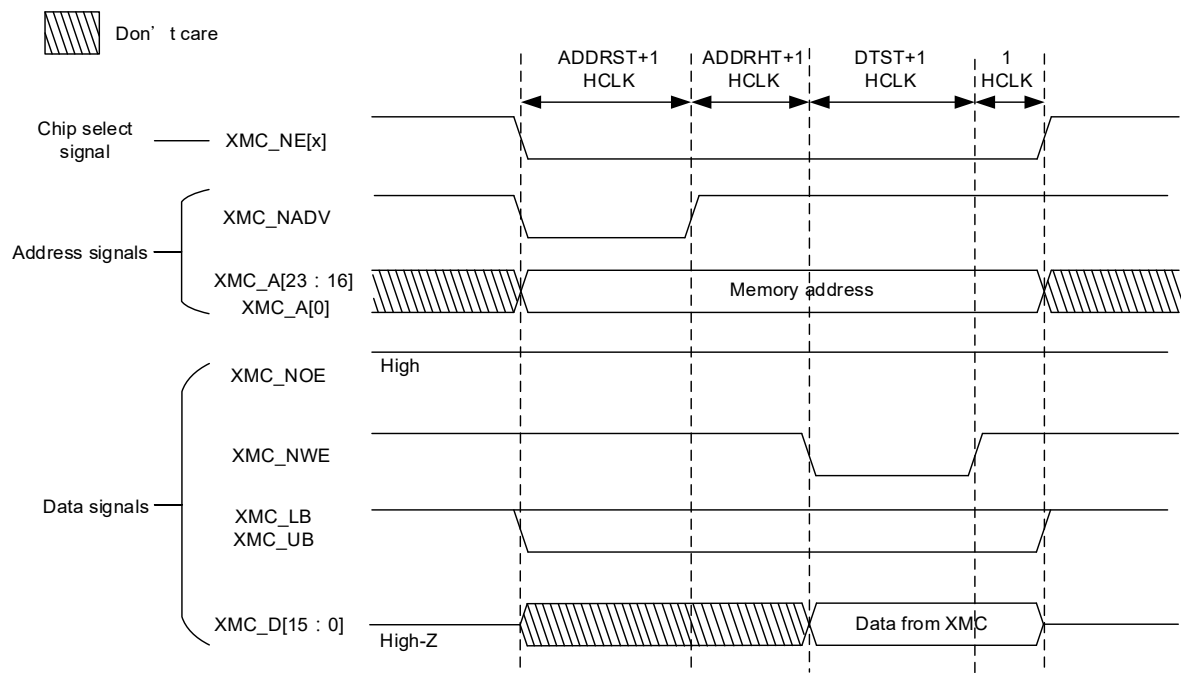 Don’ t care
ADDRST+1
HCLK
ADDRHT+1
HCLK
DTST+1
HCLK
1
HCLK
Chip select
signal
XMC_NE[x]
Address signals
XMC_NADV
XMC_A[23 : 16]
XMC_A[0]
Memory address
Data signals
XMC_NOE
High
XMC_NWE
XMC_LB
XMC_UB
XMC_D[15 : 0]
High-Z
Data from XMC